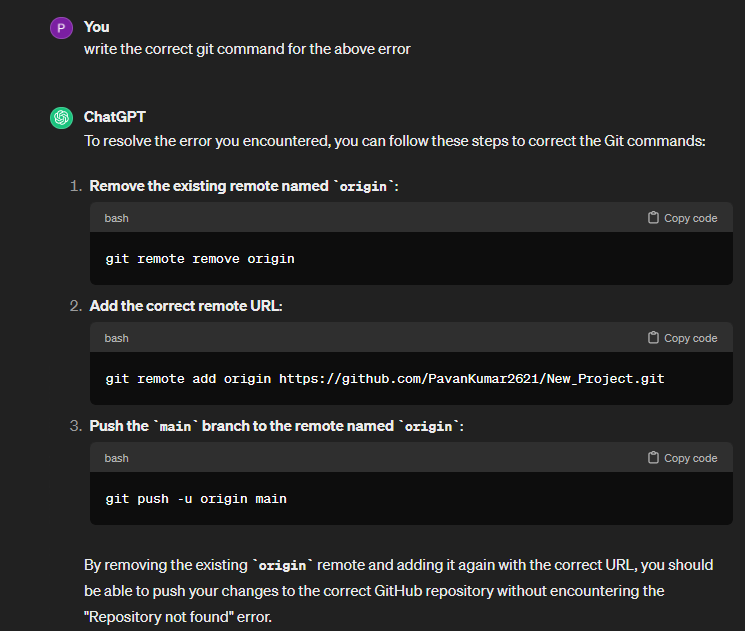 P You
write the correct git command for the above error
ChatGPT
To resolve the error you encountered, you can follow these steps to correct the Git commands:
1. Remove the existing remote named `origin`:
bash Copy code
git remote remove origin
2. Add the correct remote URL:
bash Copy code
git remote add origin https://github.com/PavanKumar2621/New_Project.git
3. Push the `main` branch to the remote named `origin`:
bash Copy code
git push -u origin main
By removing the existing `origin` remote and adding it again with the correct URL, you should
be able to push your changes to the correct GitHub repository without encountering the
"Repository not found" error.